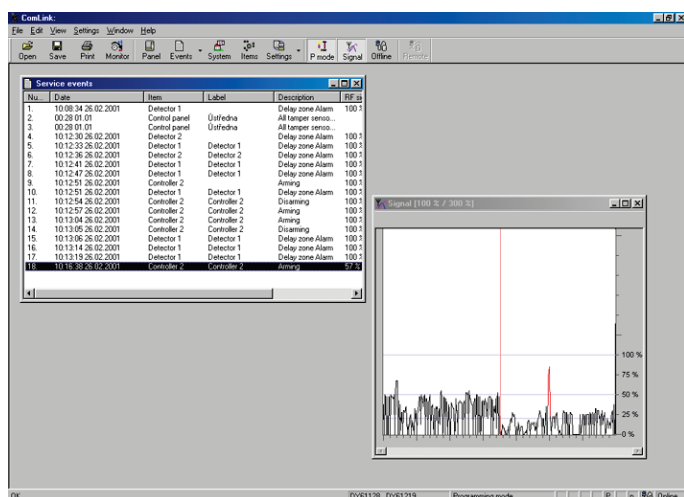 ComLink:
File Edit View Settings Window Help
Open Save Print Monitor Panel Events System Items Settings P mode Signal Offline Remote
Service events
Nu... Date Item Label Description RF si
1. 10:08:34 26.02.2001 Detector 1 Delay zone Alarm 100 %
2. 00:28 01.01 Control panel Ústředna All tamper senso...
3. 00:28 01.01 Control panel Ústředna All tamper senso...
4. 10:12:30 26.02.2001 Detector 2 Delay zone Alarm 100 %
5. 10:12:33 26.02.2001 Detector 1 Detector 1 Delay zone Alarm 100 %
6. 10:12:36 26.02.2001 Detector 2 Detector 2 Delay zone Alarm 100 %
7. 10:12:41 26.02.2001 Detector 1 Detector 1 Delay zone Alarm 100 %
8. 10:12:47 26.02.2001 Detector 1 Detector 1 Delay zone Alarm 100 %
9. 10:12:51 26.02.2001 Controller 2 Arming 100 %
10. 10:12:51 26.02.2001 Detector 1 Detector 1 Delay zone Alarm 100 %
11. 10:12:54 26.02.2001 Controller 2 Controller 2 Disarming 100 %
12. 10:12:57 26.02.2001 Controller 2 Controller 2 Arming 100 %
13. 10:13:04 26.02.2001 Controller 2 Controller 2 Arming 100 %
14. 10:13:05 26.02.2001 Controller 2 Controller 2 Disarming 100 %
15. 10:13:06 26.02.2001 Detector 1 Detector 1 Delay zone Alarm 100 %
16. 10:13:14 26.02.2001 Detector 1 Detector 1 Delay zone Alarm 100 %
17. 10:13:19 26.02.2001 Detector 1 Detector 1 Delay zone Alarm 100 %
18. 10:16:38 26.02.2001 Controller 2 Controller 2 Arming 57 %
Signal (100 % / 300 %)
100 %
75 %
50 %
25 %
0 %
OK Programming mode P Online